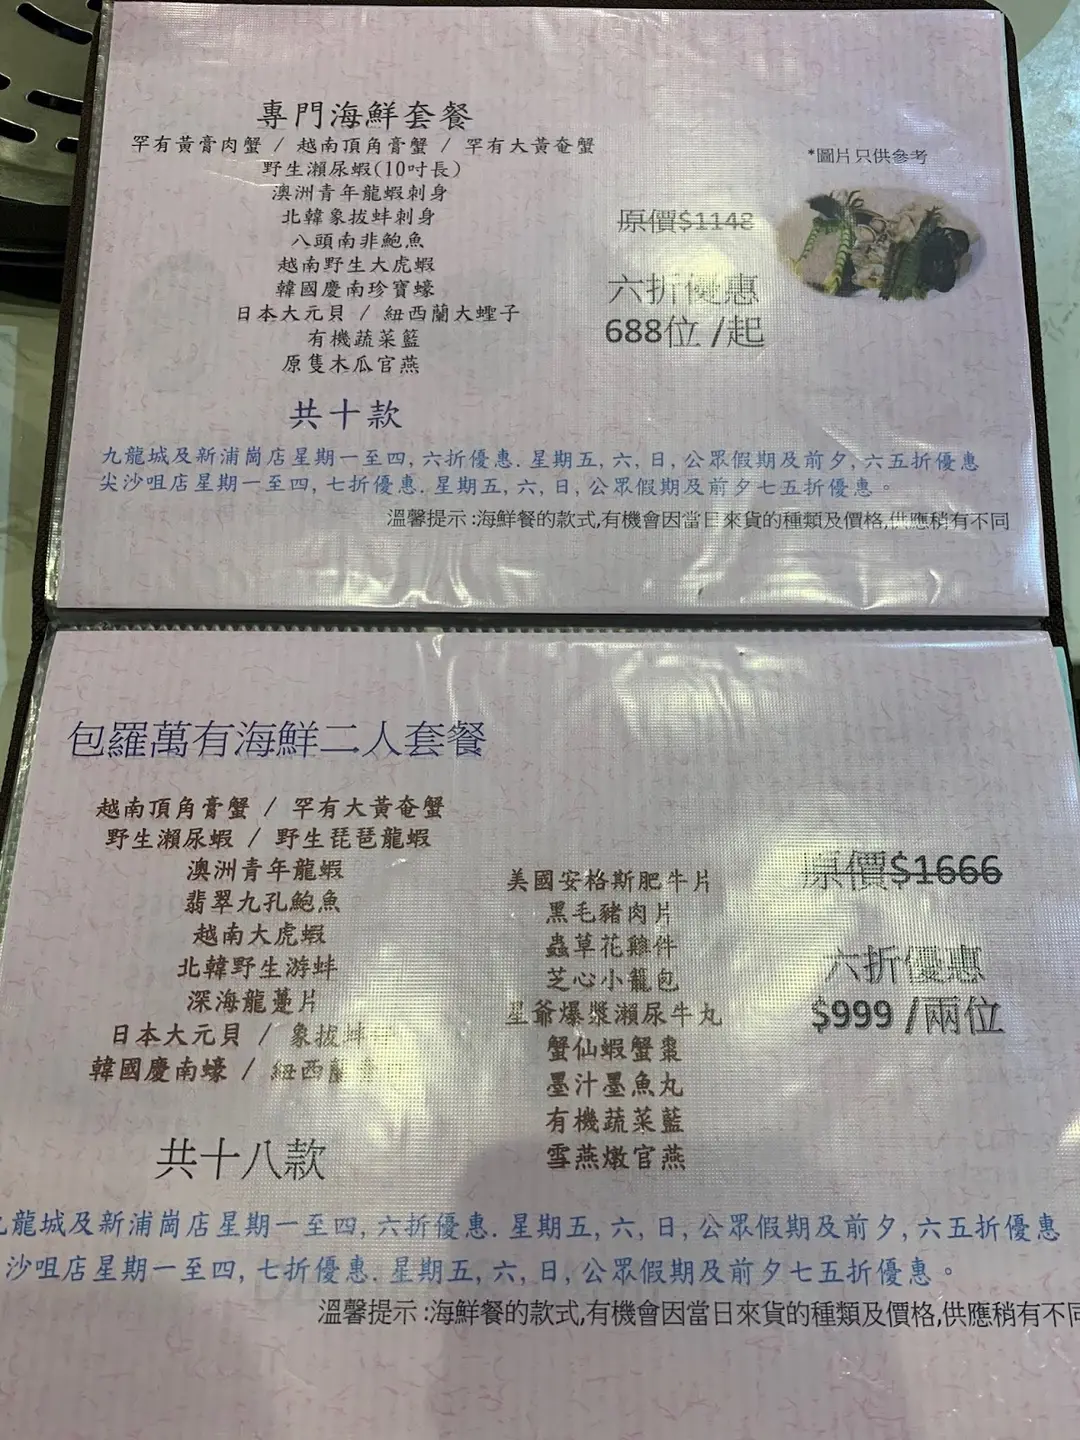 專門海鮮套餐
罕有黃膏肉蟹 / 越南頂角膏蟹 / 罕有大黃奄蟹
野生瀨尿蝦(10吋長)
澳洲青年龍蝦刺身
北韓象拔蚌刺身
八頭南非鮑魚
越南野生大虎蝦
韓國慶南珍寶蠔
日本大元貝 / 紐西蘭大蟶子
有機蔬菜籃
原隻木瓜官燕
共十款
*圖片只供參考
原價$1148
六折優惠
688位 /起
九龍城及新浦崗店星期一至四, 六折優惠. 星期五, 六, 日, 公眾假期及前夕, 六五折優惠
尖沙咀店星期一至四, 七折優惠. 星期五, 六, 日, 公眾假期及前夕七五折優惠。
溫馨提示 :海鮮餐的款式,有機會因當日來貨的種類及價格,供應稍有不同
包羅萬有海鮮二人套餐
越南頂角膏蟹 / 罕有大黃奄蟹
野生瀨尿蝦 / 野生琵琶龍蝦
澳洲青年龍蝦
翡翠九孔鮑魚
越南大虎蝦
北韓野生游蚌
深海龍躉片
日本大元貝 / 象拔蚌
韓國慶南蠔 / 紐西蘭
共十八款
美國安格斯肥牛片
黑毛豬肉片
蟲草花雞件
芝心小籠包
星爺爆漿瀨尿牛丸
蟹仙蝦蟹棗
墨汁墨魚丸
有機蔬菜籃
雪燕燉官燕
原價$1666
六折優惠
$999 /兩位
龍城及新浦崗店星期一至四, 六折優惠. 星期五, 六, 日, 公眾假期及前夕, 六五折優惠
沙咀店星期一至四, 七折優惠. 星期五, 六, 日, 公眾假期及前夕七五折優惠。
溫馨提示 :海鮮餐的款式,有機會因當日來貨的種類及價格,供應稍有不同